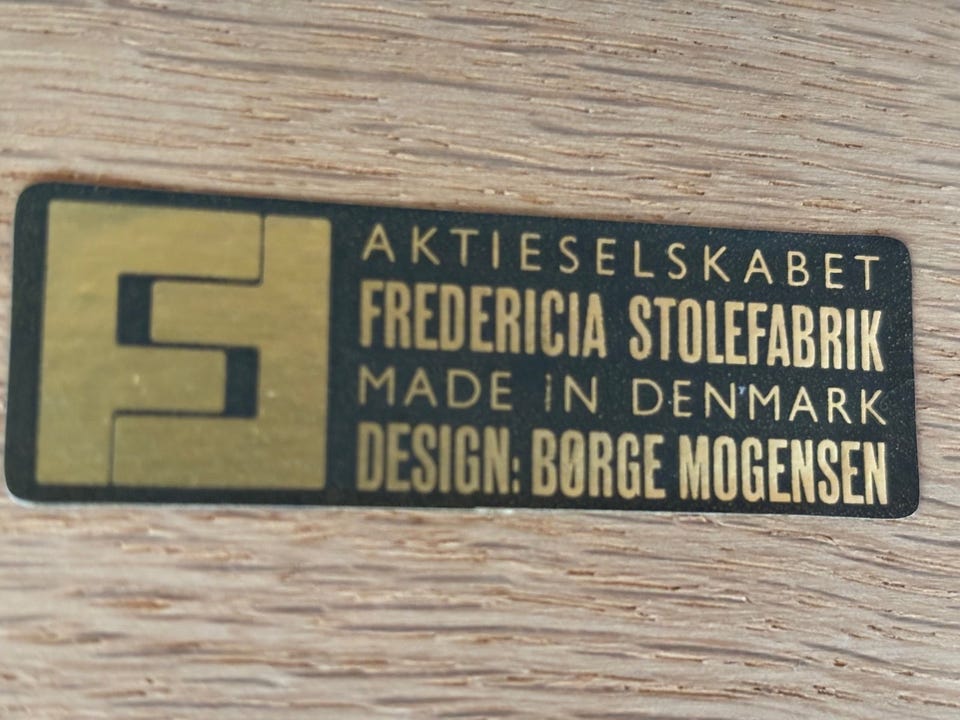 AKTIESELSKABET
FREDERICIA STOLEFABRIK
MADE iN DENMARK
DESIGN: BØRGE MOGENSEN